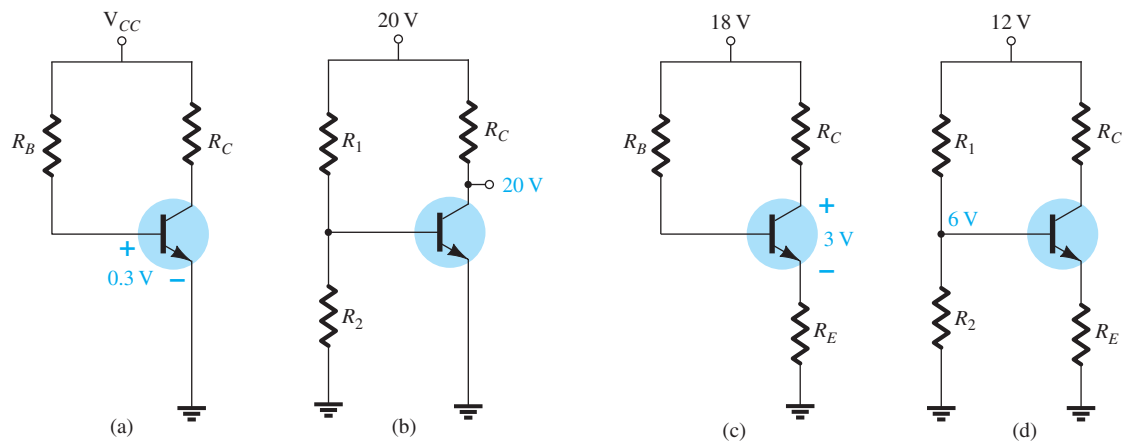 V_CC
R_B
R_C
+
0.3 V
−
(a)
20 V
R_1
R_C
20 V
R_2
(b)
18 V
R_B
R_C
+
3 V
−
R_E
(c)
12 V
R_1
R_C
6 V
R_2
R_E
(d)